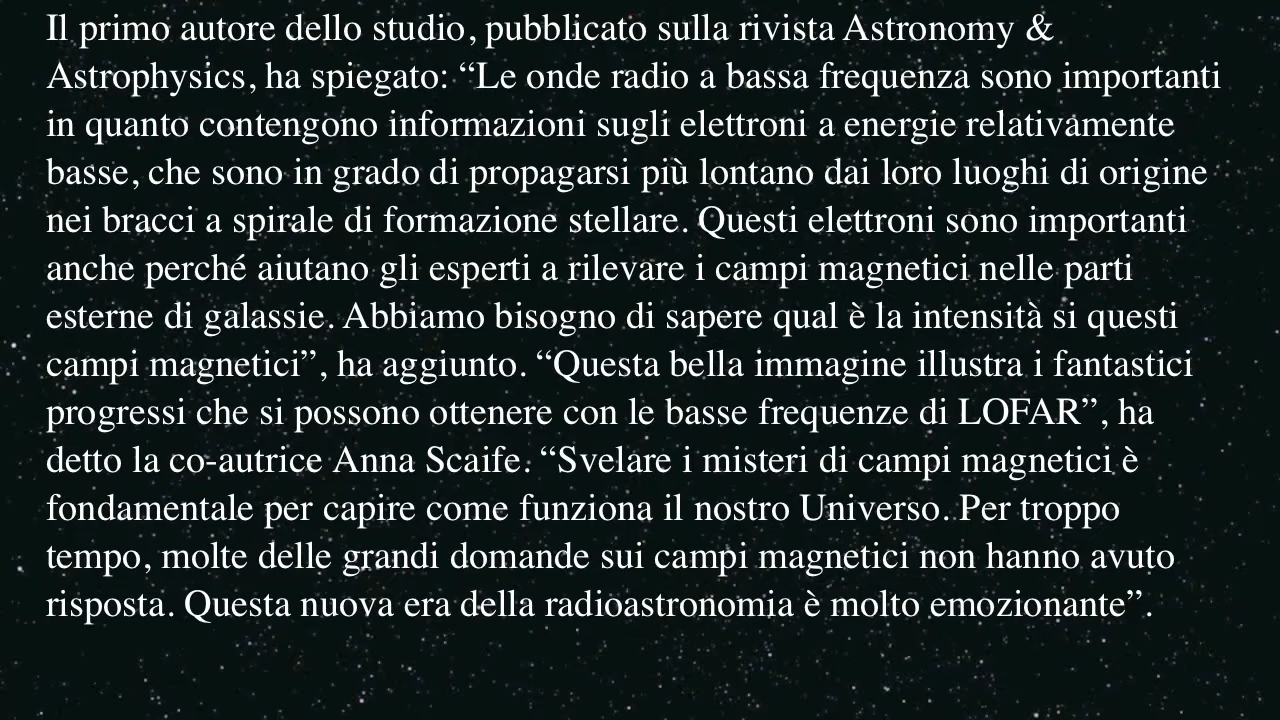 Il primo autore dello studio, pubblicato sulla rivista Astronomy &
Astrophysics, ha spiegato: “Le onde radio a bassa frequenza sono importanti
in quanto contengono informazioni sugli elettroni a energie relativamente
basse, che sono in grado di propagarsi più lontano dai loro luoghi di origine
nei bracci a spirale di formazione stellare. Questi elettroni sono importanti
anche perché aiutano gli esperti a rilevare i campi magnetici nelle parti
esterne di galassie. Abbiamo bisogno di sapere qual è la intensità si questi
campi magnetici”, ha aggiunto. “Questa bella immagine illustra i fantastici
progressi che si possono ottenere con le basse frequenze di LOFAR”, ha
detto la co-autrice Anna Scaife. “Svelare i misteri di campi magnetici è
fondamentale per capire come funziona il nostro Universo. Per troppo
tempo, molte delle grandi domande sui campi magnetici non hanno avuto
risposta. Questa nuova era della radioastronomia è molto emozionante”.